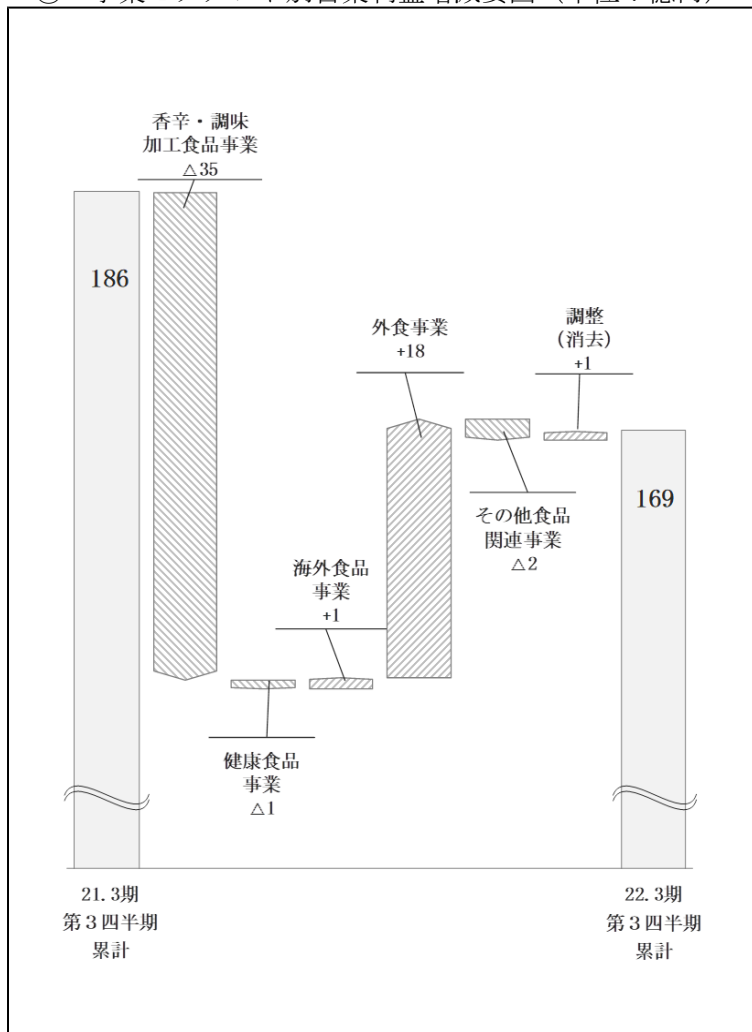 香辛・調味
加工食品事業
△35
186
外食事業
+18
調整
(消去)
+1
169
その他食品
関連事業
△2
海外食品
事業
+1
健康食品
事業
△1
21.3期
第３四半期
累計
22.3期
第３四半期
累計